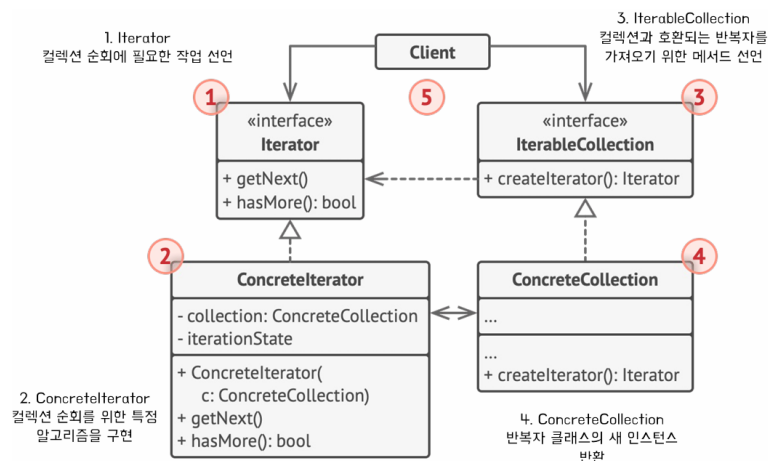 1. Iterator
컬렉션 순회에 필요한 작업 선언
3. IterableCollection
컬렉션과 호환되는 반복자를
가져오기 위한 메서드 선언
Client
1
5
3
«interface»
Iterator
+ getNext()
+ hasMore(): bool
«interface»
IterableCollection
+ createIterator(): Iterator
2
4
ConcreteIterator
- collection: ConcreteCollection
- iterationState
+ ConcreteIterator(
c: ConcreteCollection)
+ getNext()
+ hasMore(): bool
ConcreteCollection
...
...
+ createIterator(): Iterator
2. ConcreteIterator
컬렉션 순회를 위한 특정
알고리즘을 구현
4. ConcreteCollection
반복자 클래스의 새 인스턴스
반환